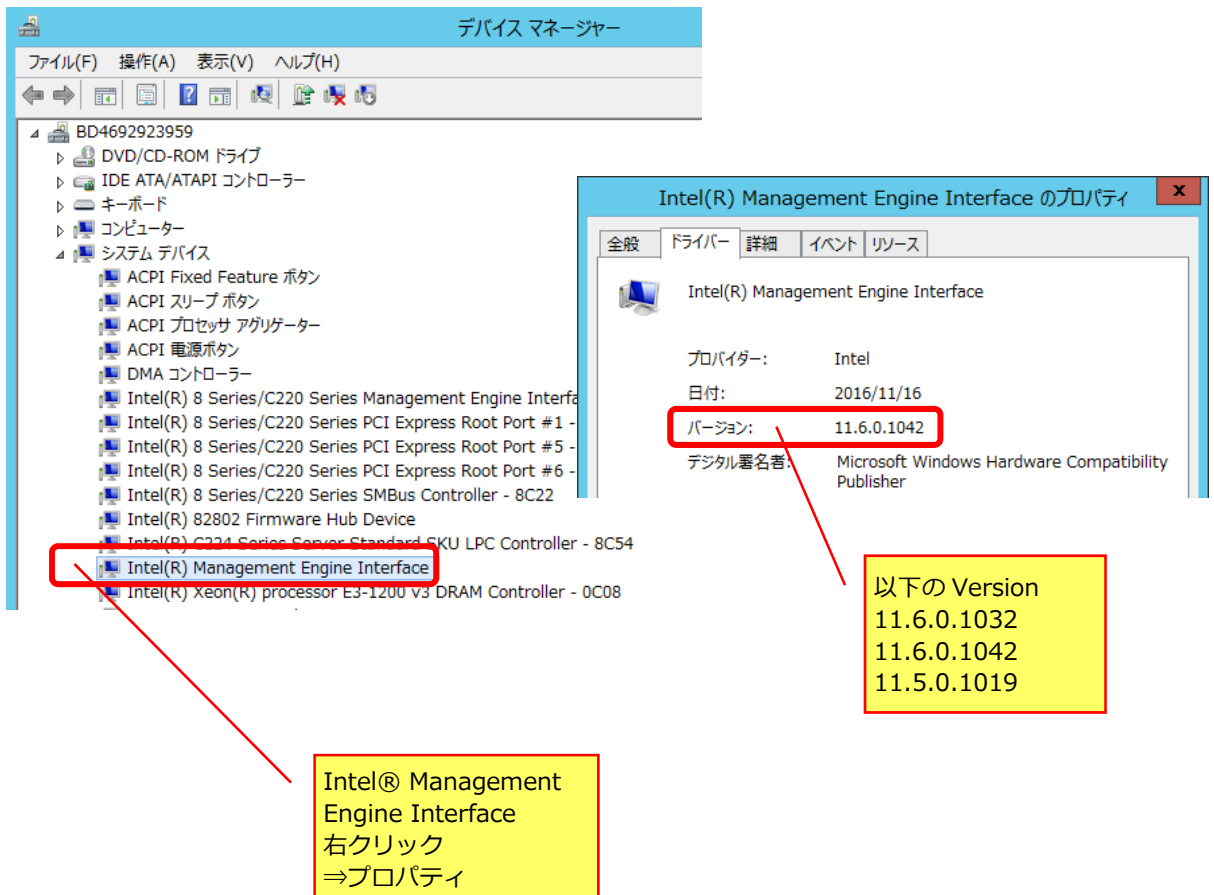 デバイス マネージャー
ファイル(F) 操作(A) 表示(V) ヘルプ(H)
BD4692923959
DVD/CD-ROM ドライブ
IDE ATA/ATAPI コントローラー
キーボード
コンピューター
システム デバイス
ACPI Fixed Feature ボタン
ACPI スリープ ボタン
ACPI プロセッサ アグリゲーター
ACPI 電源ボタン
DMA コントローラー
Intel(R) 8 Series/C220 Series Management Engine Interfa
Intel(R) 8 Series/C220 Series PCI Express Root Port #1 -
Intel(R) 8 Series/C220 Series PCI Express Root Port #5 -
Intel(R) 8 Series/C220 Series PCI Express Root Port #6 -
Intel(R) 8 Series/C220 Series SMBus Controller - 8C22
Intel(R) 82802 Firmware Hub Device
Intel(R) C224 Series Server Standard SKU LPC Controller - 8C54
Intel(R) Management Engine Interface
Intel(R) Xeon(R) processor E3-1200 v3 DRAM Controller - 0C08
Intel(R) Management Engine Interface のプロパティ
x
全般 ドライバー 詳細 イベント リソース
Intel(R) Management Engine Interface
プロバイダー: Intel
日付: 2016/11/16
バージョン: 11.6.0.1042
デジタル署名者: Microsoft Windows Hardware Compatibility
Publisher
以下の Version
11.6.0.1032
11.6.0.1042
11.5.0.1019
Intel® Management
Engine Interface
右クリック
⇒プロパティ